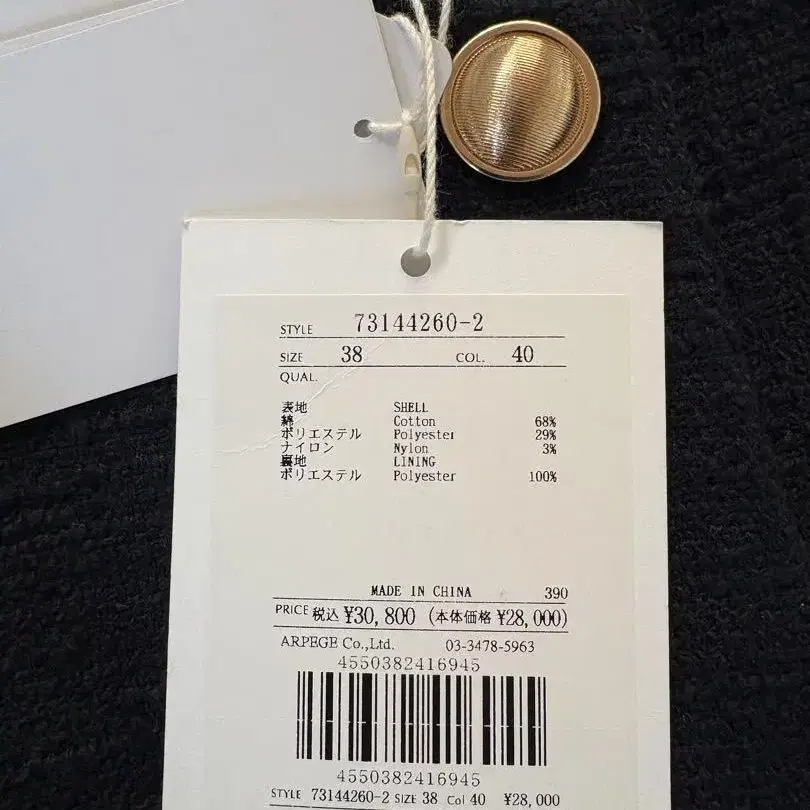 STYLE 73144260-2
SIZE 38 COL. 40
QUAL.
表地 SHELL
綿 Cotton 68%
ポリエステル Polyester 29%
ナイロン Nylon 3%
裏地 LINING
ポリエステル Polyester 100%
MADE IN CHINA 390
PRICE 税込 ¥30,800 (本体価格 ¥28,000)
ARPEGE Co.,Ltd. 03-3478-5963
4550382416945
4550382416945
STYLE 73144260-2 SIZE 38 Col 40 ¥28,000